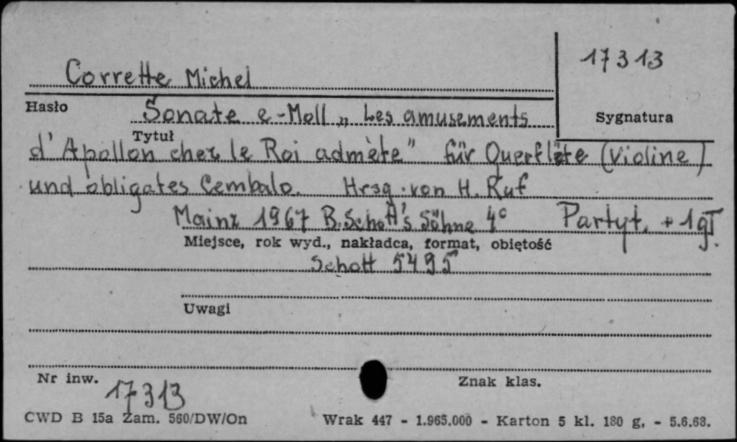 17313
Corrette Michel
Hasło
Sonate e-Moll „Les amusements
Sygnatura
Tytuł
d'Apollon chez le Roi admète" für Querflöte (Violine)
und obligates Cembalo. Hrsg. von H. Ruf
Mainz 1967 B. Schott's Söhne 4° Partyt. + 1 gł.
Miejsce, rok wyd., nakładca, format, objętość
Schott 5495
Uwagi
Nr inw. 17313
Znak klas.
CWD B 15a Zam. 560/DW/On Wrak 447 - 1.965.000 - Karton 5 kl. 180 g. - 5.6.68.